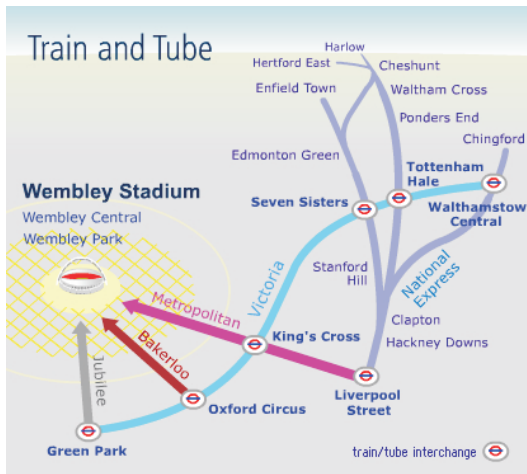 Train and Tube
Harlow
Hertford East
Cheshunt
Enfield Town
Waltham Cross
Ponders End
Chingford
Edmonton Green
Tottenham
Hale
Wembley Stadium
Wembley Central
Wembley Park
Seven Sisters
Walthamstow
Central
Stanford
Hill
National
Express
Victoria
Metropolitan
Clapton
King's Cross
Hackney Downs
Bakerloo
Jubilee
Liverpool
Street
Oxford Circus
Green Park
train/tube interchange